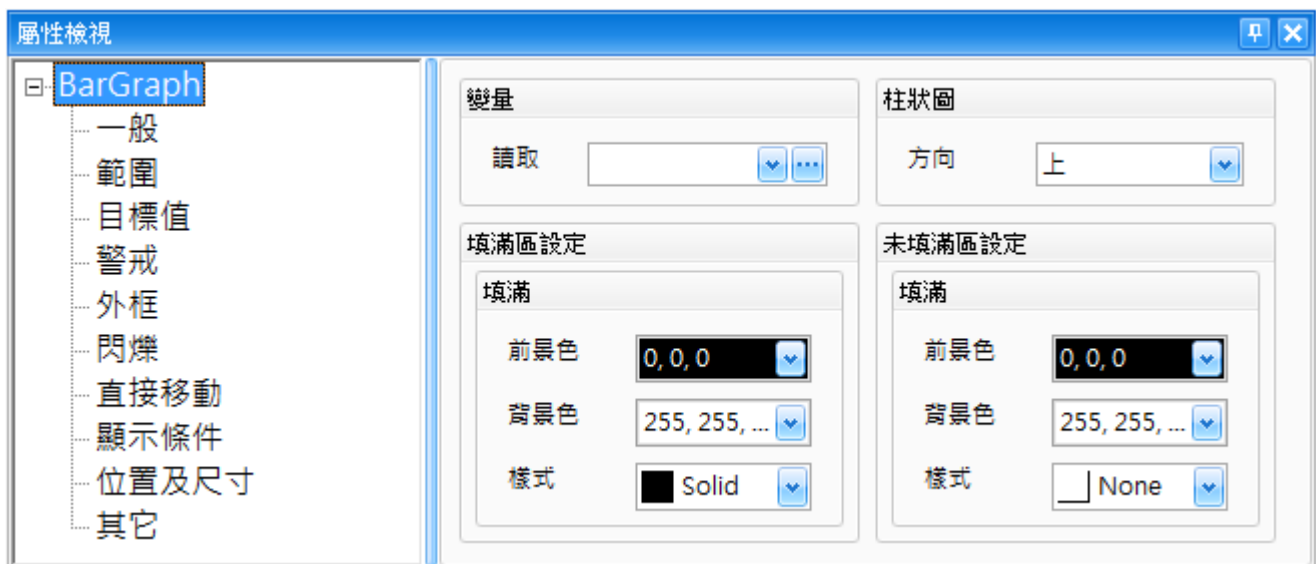 屬性檢視
BarGraph
一般
範圍
目標值
警戒
外框
閃爍
直接移動
顯示條件
位置及尺寸
其它
變量
讀取
柱狀圖
方向
上
填滿區設定
填滿
前景色
0, 0, 0
背景色
255, 255, ...
樣式
Solid
未填滿區設定
填滿
前景色
0, 0, 0
背景色
255, 255, ...
樣式
None